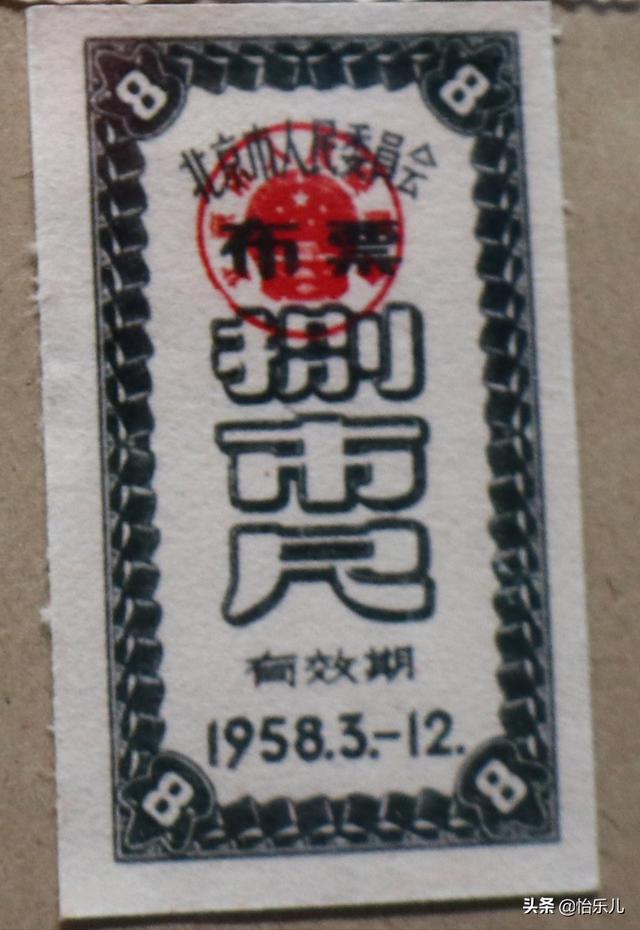 8 8
北京市人民委員会
布票
捌
市
尺
有效期
1958.3.-12.
8 8
头条 @怡乐儿